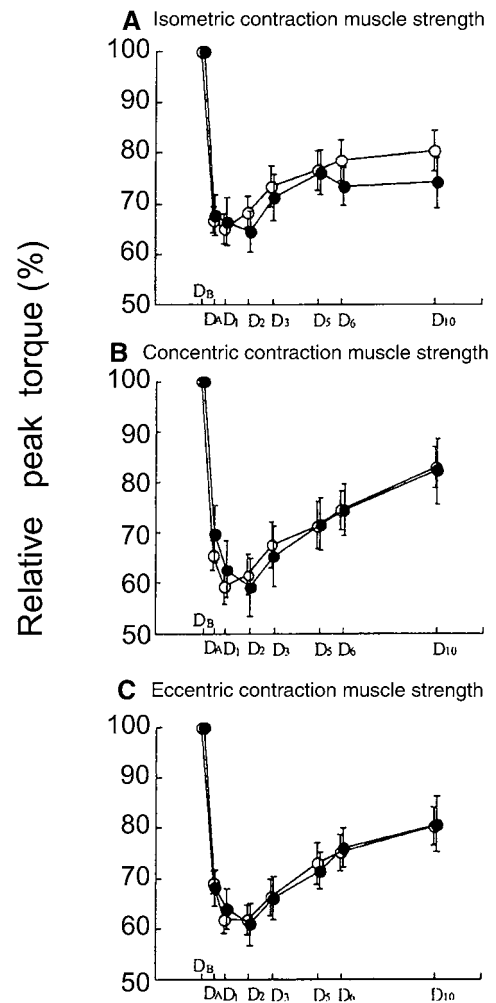 Relative peak torque (%)
A Isometric contraction muscle strength
100
90
80
70
60
50
DB
DA D1 D2 D3 D5 D6 D10
B Concentric contraction muscle strength
100
90
80
70
60
50
DB
DA D1 D2 D3 D5 D6 D10
C Eccentric contraction muscle strength
100
90
80
70
60
50
DB
DA D1 D2 D3 D5 D6 D10